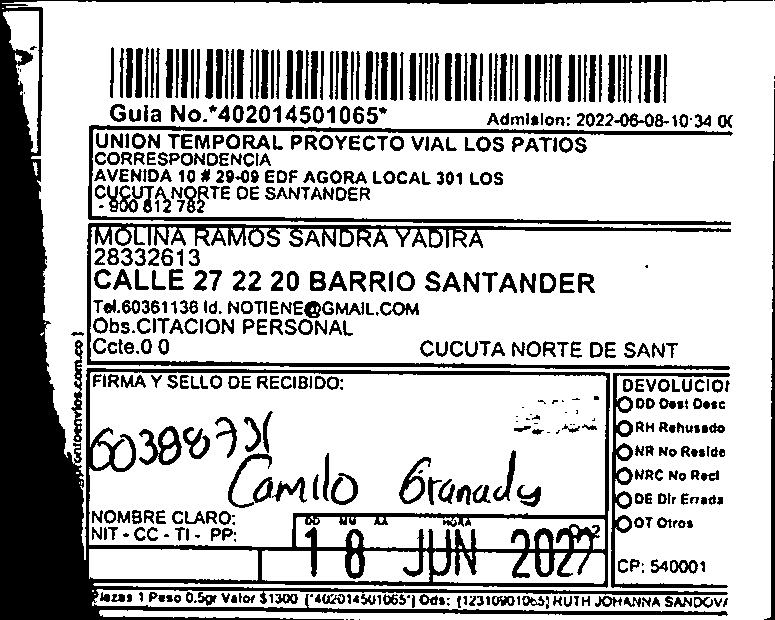 Guia No.*402014501065*
Admision: 2022-06-08-10:34:0
UNION TEMPORAL PROYECTO VIAL LOS PATIOS
CORRESPONDENCIA
AVENIDA 10 # 29-09 EDF AGORA LOCAL 301 LOS
CUCUTA NORTE DE SANTANDER
- 900 812 782
MOLINA RAMOS SANDRA YADIRA
28332613
CALLE 27 22 20 BARRIO SANTANDER
Tel.60361136 Id. NOTIENE@GMAIL.COM
Obs.CITACION PERSONAL
Ccte.0 0
CUCUTA NORTE DE SANT
FIRMA Y SELLO DE RECIBIDO:
60388731
Camilo Granados
NOMBRE CLARO:
NIT - CC - TI - PP:
DD MM AA HORA
18 JUN 2022
DEVOLUCIO
DD Dest Desc
RH Rehusado
NR No Reside
NRC No Recl
DE Dir Errada
OT Otros
CP: 540001
Piezas 1 Peso 0.5gr Valor $1300 (*402014501065*) Ods: (12310901065) RUTH JOHANNA SANDOV